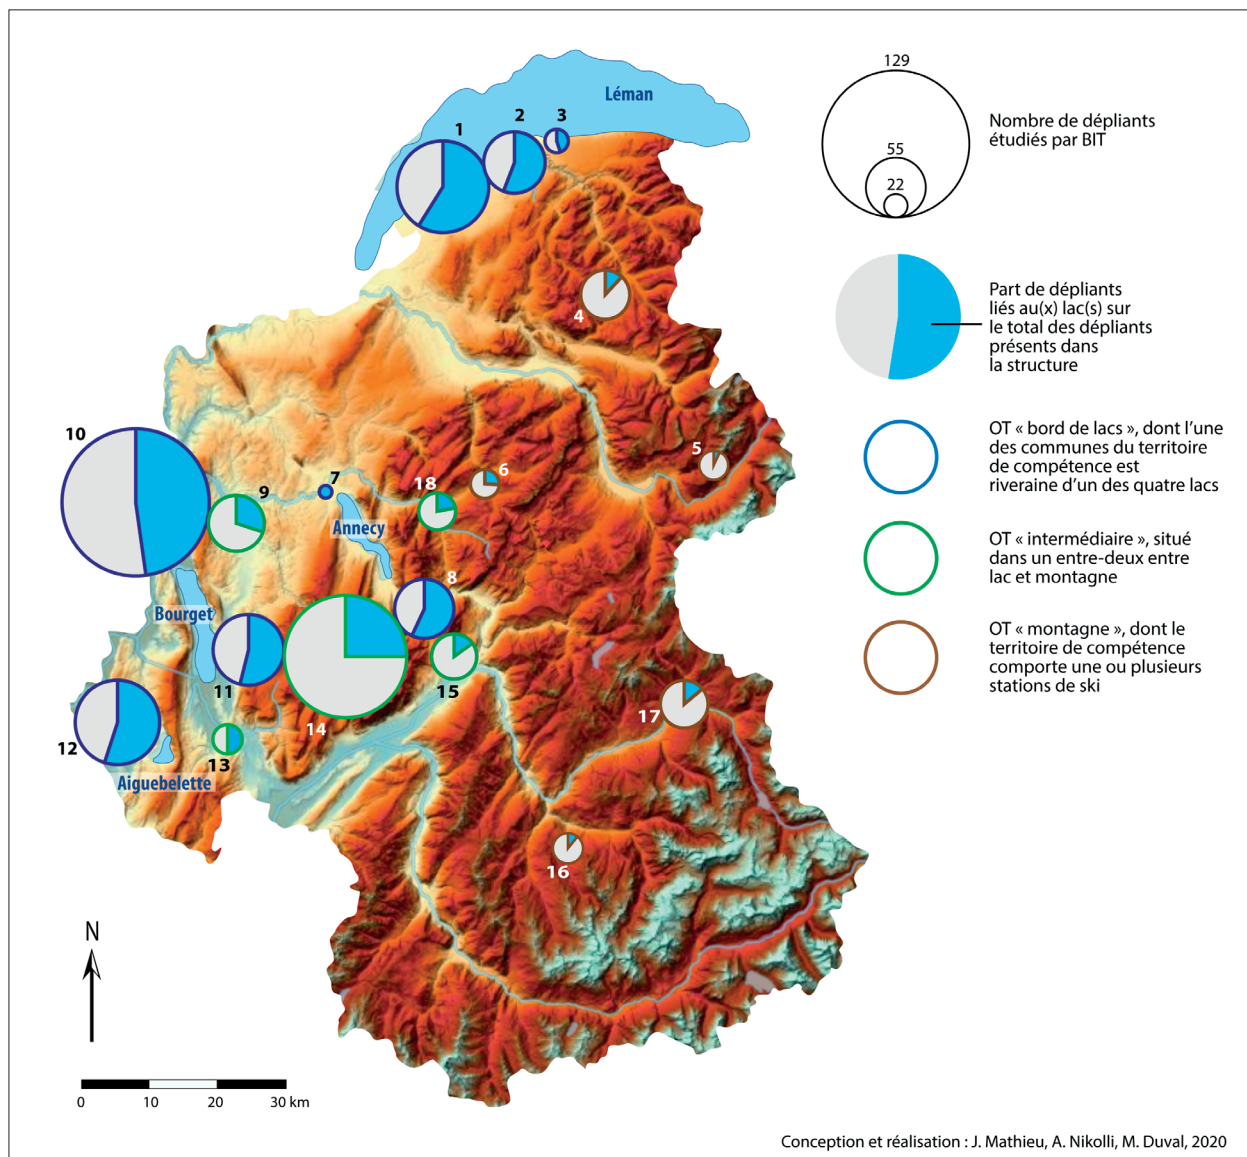 Léman
1
2
3
4
5
6
7
18
Annecy
10
9
8
Bourget
11
14
15
17
12
13
Aiguebelette
16
N
0 10 20 30 km
129
55
22
Nombre de dépliants
étudiés par BIT
Part de dépliants
liés au(x) lac(s) sur
le total des dépliants
présents dans
la structure
OT « bord de lacs », dont l’une
des communes du territoire
de compétence est
riveraine d’un des quatre lacs
OT « intermédiaire », situé
dans un entre-deux entre
lac et montagne
OT « montagne », dont le
territoire de compétence
comporte une ou plusieurs
stations de ski
Conception et réalisation : J. Mathieu, A. Nikolli, M. Duval, 2020